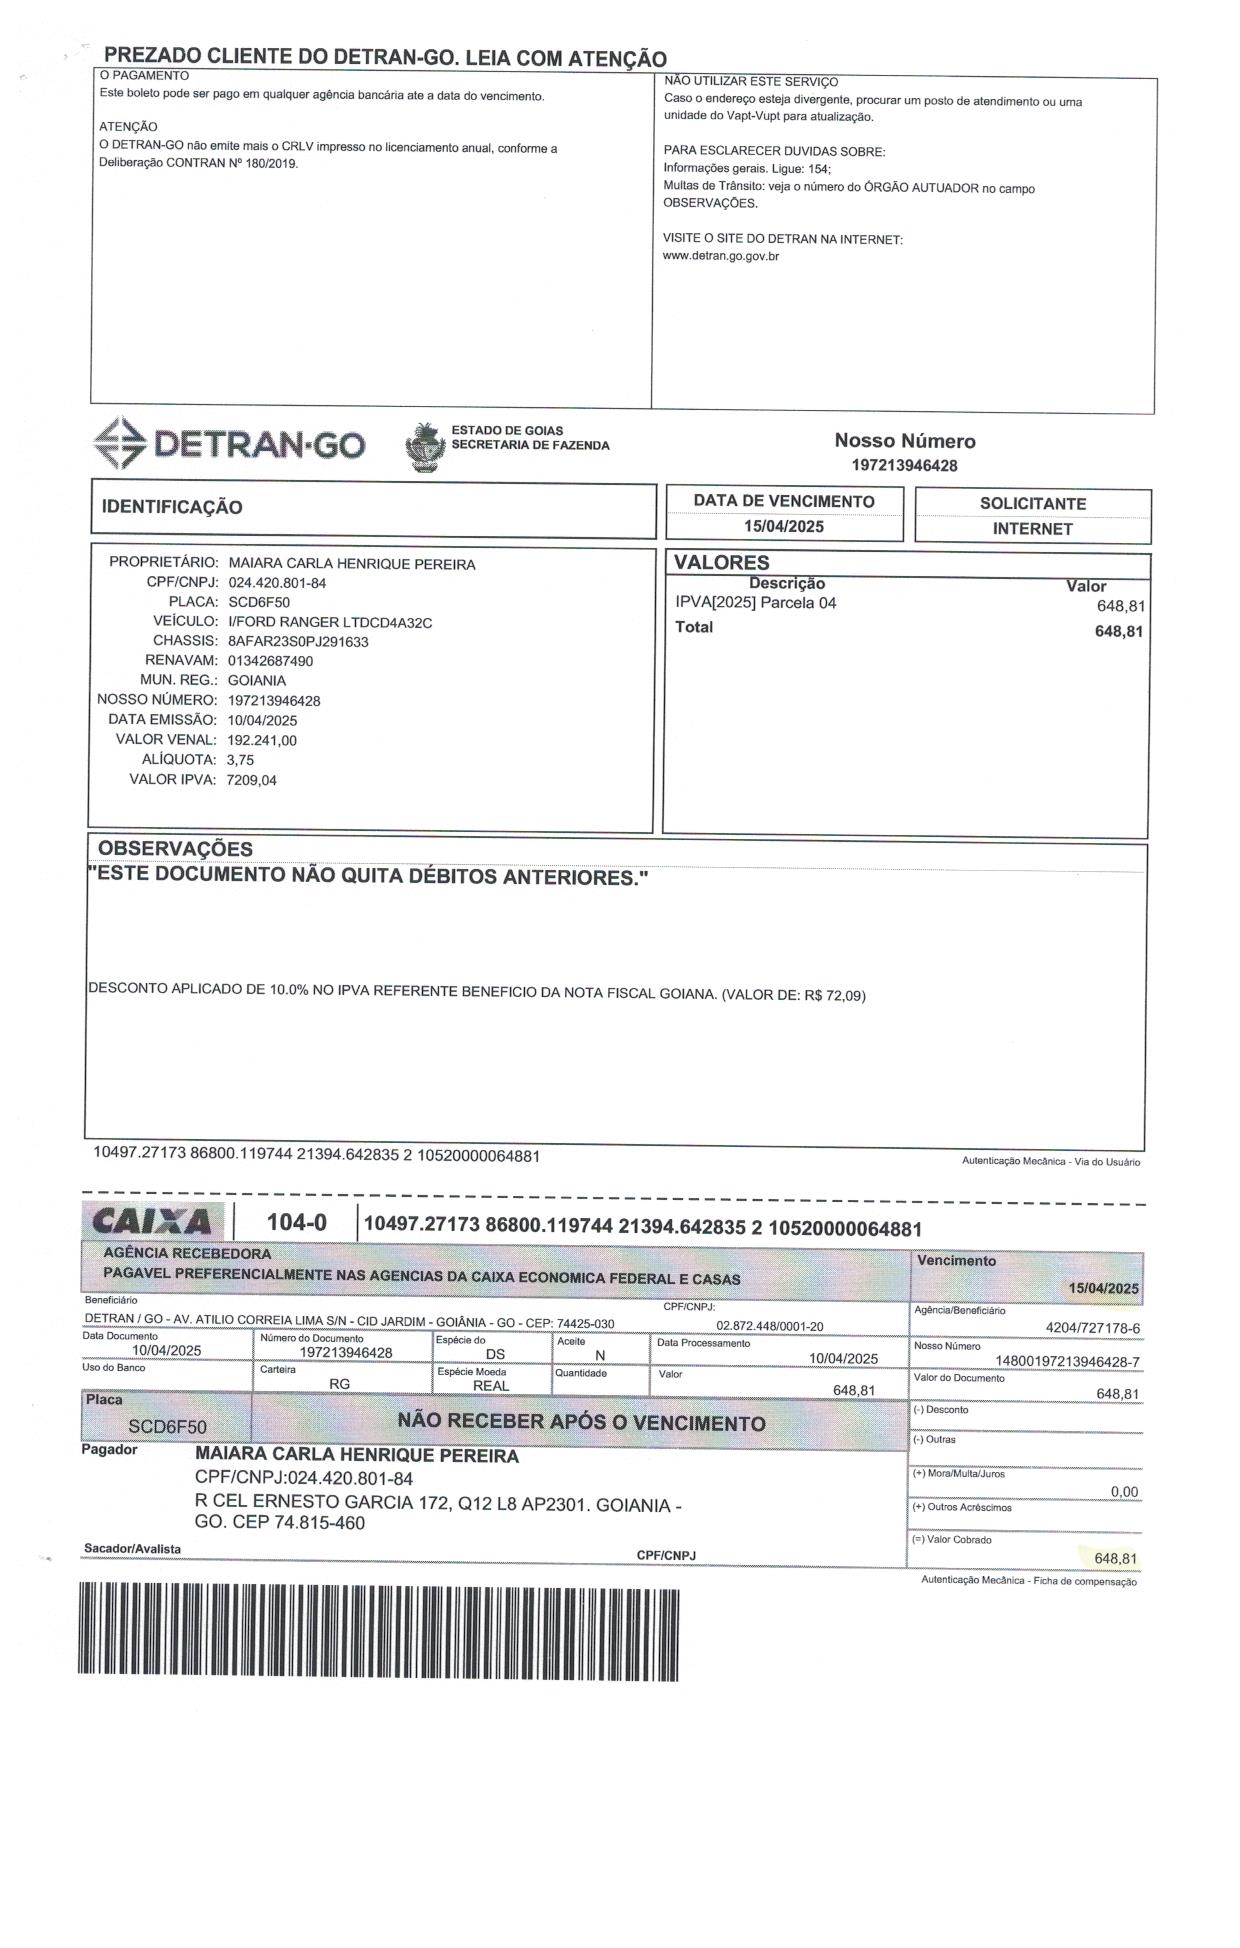 PREZADO CLIENTE DO DETRAN-GO. LEIA COM ATENÇÃO
O PAGAMENTO
Este boleto pode ser pago em qualquer agência bancária ate a data do vencimento.
ATENÇÃO
O DETRAN-GO não emite mais o CRLV impresso no licenciamento anual, conforme a
Deliberação CONTRAN Nº 180/2019.
NÃO UTILIZAR ESTE SERVIÇO
Caso o endereço esteja divergente, procurar um posto de atendimento ou uma
unidade do Vapt-Vupt para atualização.
PARA ESCLARECER DUVIDAS SOBRE:
Informações gerais. Ligue: 154;
Multas de Trânsito: veja o número do ÓRGÃO AUTUADOR no campo
OBSERVAÇÕES.
VISITE O SITE DO DETRAN NA INTERNET:
www.detran.go.gov.br
DETRAN-GO
ESTADO DE GOIAS
SECRETARIA DE FAZENDA
Nosso Número
197213946428
IDENTIFICAÇÃO
DATA DE VENCIMENTO
15/04/2025
SOLICITANTE
INTERNET
PROPRIETÁRIO: MAIARA CARLA HENRIQUE PEREIRA
CPF/CNPJ: 024.420.801-84
PLACA: SCD6F50
VEÍCULO: I/FORD RANGER LTDCD4A32C
CHASSIS: 8AFAR23S0PJ291633
RENAVAM: 01342687490
MUN. REG.: GOIANIA
NOSSO NÚMERO: 197213946428
DATA EMISSÃO: 10/04/2025
VALOR VENAL: 192.241,00
ALÍQUOTA: 3,75
VALOR IPVA: 7209,04
VALORES
Descrição Valor
IPVA[2025] Parcela 04 648,81
Total 648,81
OBSERVAÇÕES
"ESTE DOCUMENTO NÃO QUITA DÉBITOS ANTERIORES."
DESCONTO APLICADO DE 10.0% NO IPVA REFERENTE BENEFICIO DA NOTA FISCAL GOIANA. (VALOR DE: R$ 72,09)
10497.27173 86800.119744 21394.642835 2 10520000064881
Autenticação Mecânica - Via do Usuário
CAIXA 104-0 10497.27173 86800.119744 21394.642835 2 10520000064881
AGÊNCIA RECEBEDORA
PAGAVEL PREFERENCIALMENTE NAS AGENCIAS DA CAIXA ECONOMICA FEDERAL E CASAS
Vencimento
15/04/2025
Beneficiário CPF/CNPJ:
DETRAN / GO - AV. ATILIO CORREIA LIMA S/N - CID JARDIM - GOIÂNIA - GO - CEP: 74425-030 02.872.448/0001-20
Agência/Beneficiário
4204/727178-6
Data Documento Número do Documento Espécie do Aceite Data Processamento
10/04/2025 197213946428 DS N 10/04/2025
Nosso Número
14800197213946428-7
Uso do Banco Carteira Espécie Moeda Quantidade Valor
RG REAL 648,81
Valor do Documento
648,81
Placa
SCD6F50
NÃO RECEBER APÓS O VENCIMENTO
(-) Desconto
(-) Outras
Pagador MAIARA CARLA HENRIQUE PEREIRA
CPF/CNPJ:024.420.801-84
R CEL ERNESTO GARCIA 172, Q12 L8 AP2301. GOIANIA -
GO. CEP 74.815-460
(+) Mora/Multa/Juros
0,00
(+) Outros Acréscimos
(=) Valor Cobrado
648,81
Sacador/Avalista CPF/CNPJ
Autenticação Mecânica - Ficha de compensação